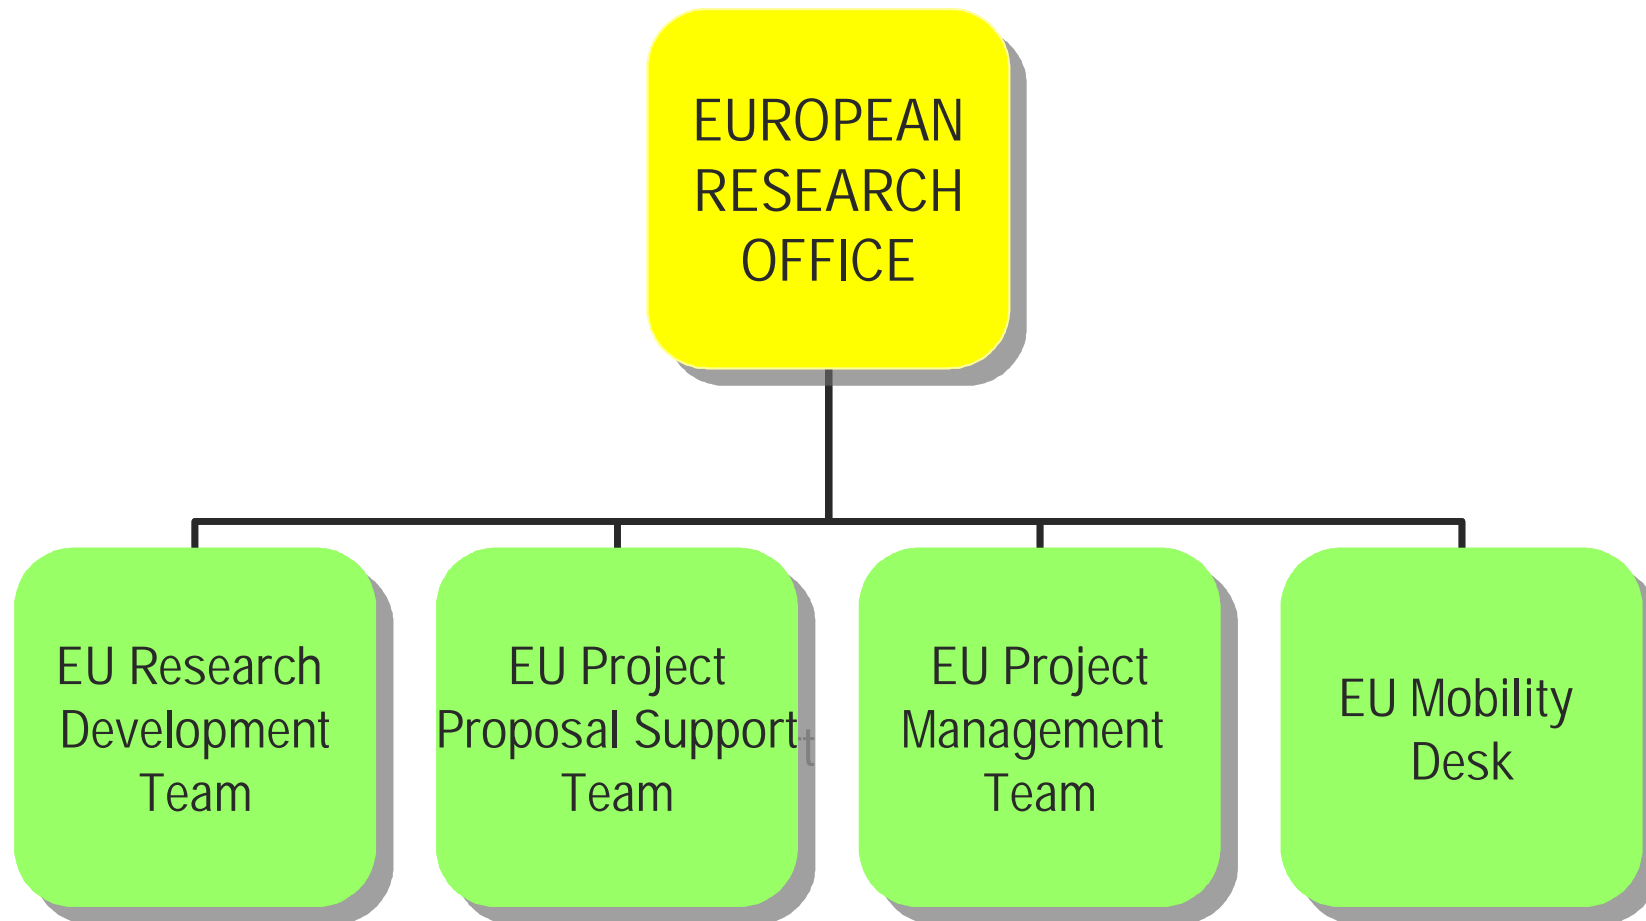 EUROPEAN
RESEARCH
OFFICE
EU Research
Development
Team
EU Project
Proposal Support
Team
EU Project
Management
Team
EU Mobility
Desk